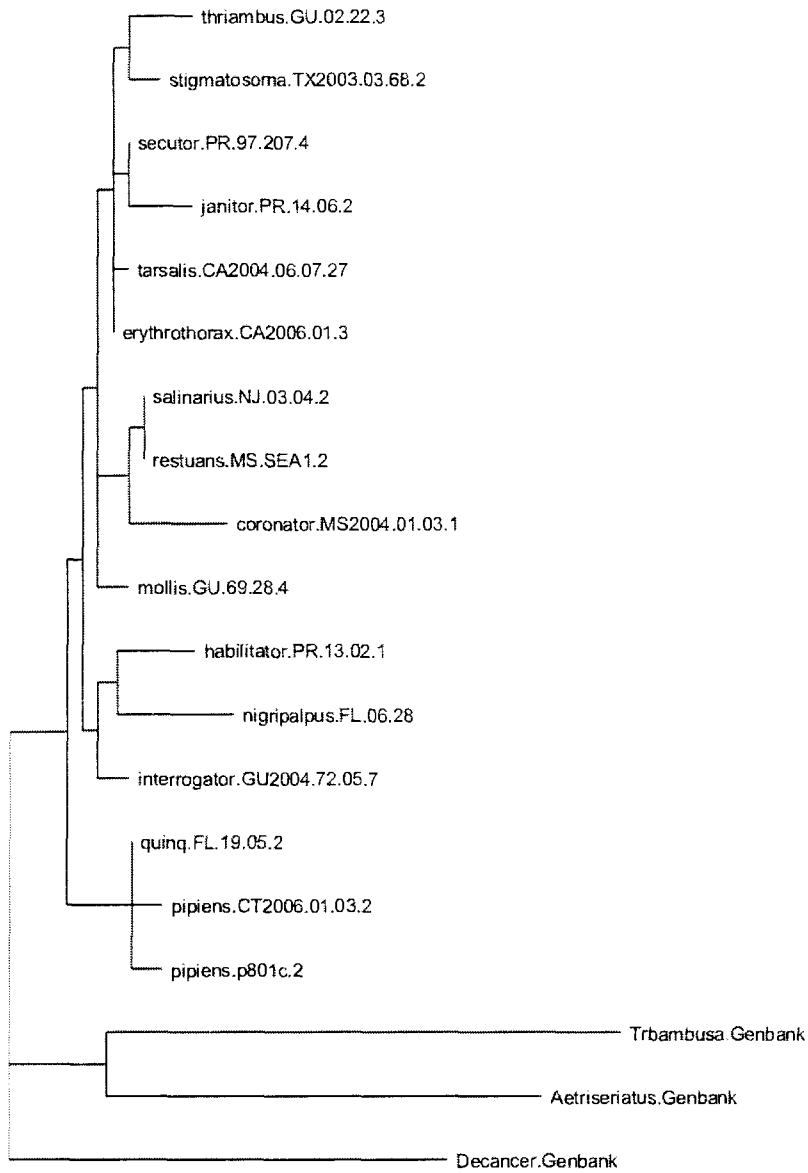 thriambus.GU.02.22.3
stigmatosoma.TX2003.03.68.2
secutor.PR.97.207.4
janitor.PR.14.06.2
tarsalis.CA2004.06.07.27
erythrothorax.CA2006.01.3
salinarius.NJ.03.04.2
restuans.MS.SEA1.2
coronator.MS2004.01.03.1
mollis.GU.69.28.4
habilitator.PR.13.02.1
nigripalpus.FL.06.28
interrogator.GU2004.72.05.7
quinq.FL.19.05.2
pipiens.CT2006.01.03.2
pipiens.p801c.2
Trbambusa.Genbank
Aetriseriatus.Genbank
Decancer.Genbank